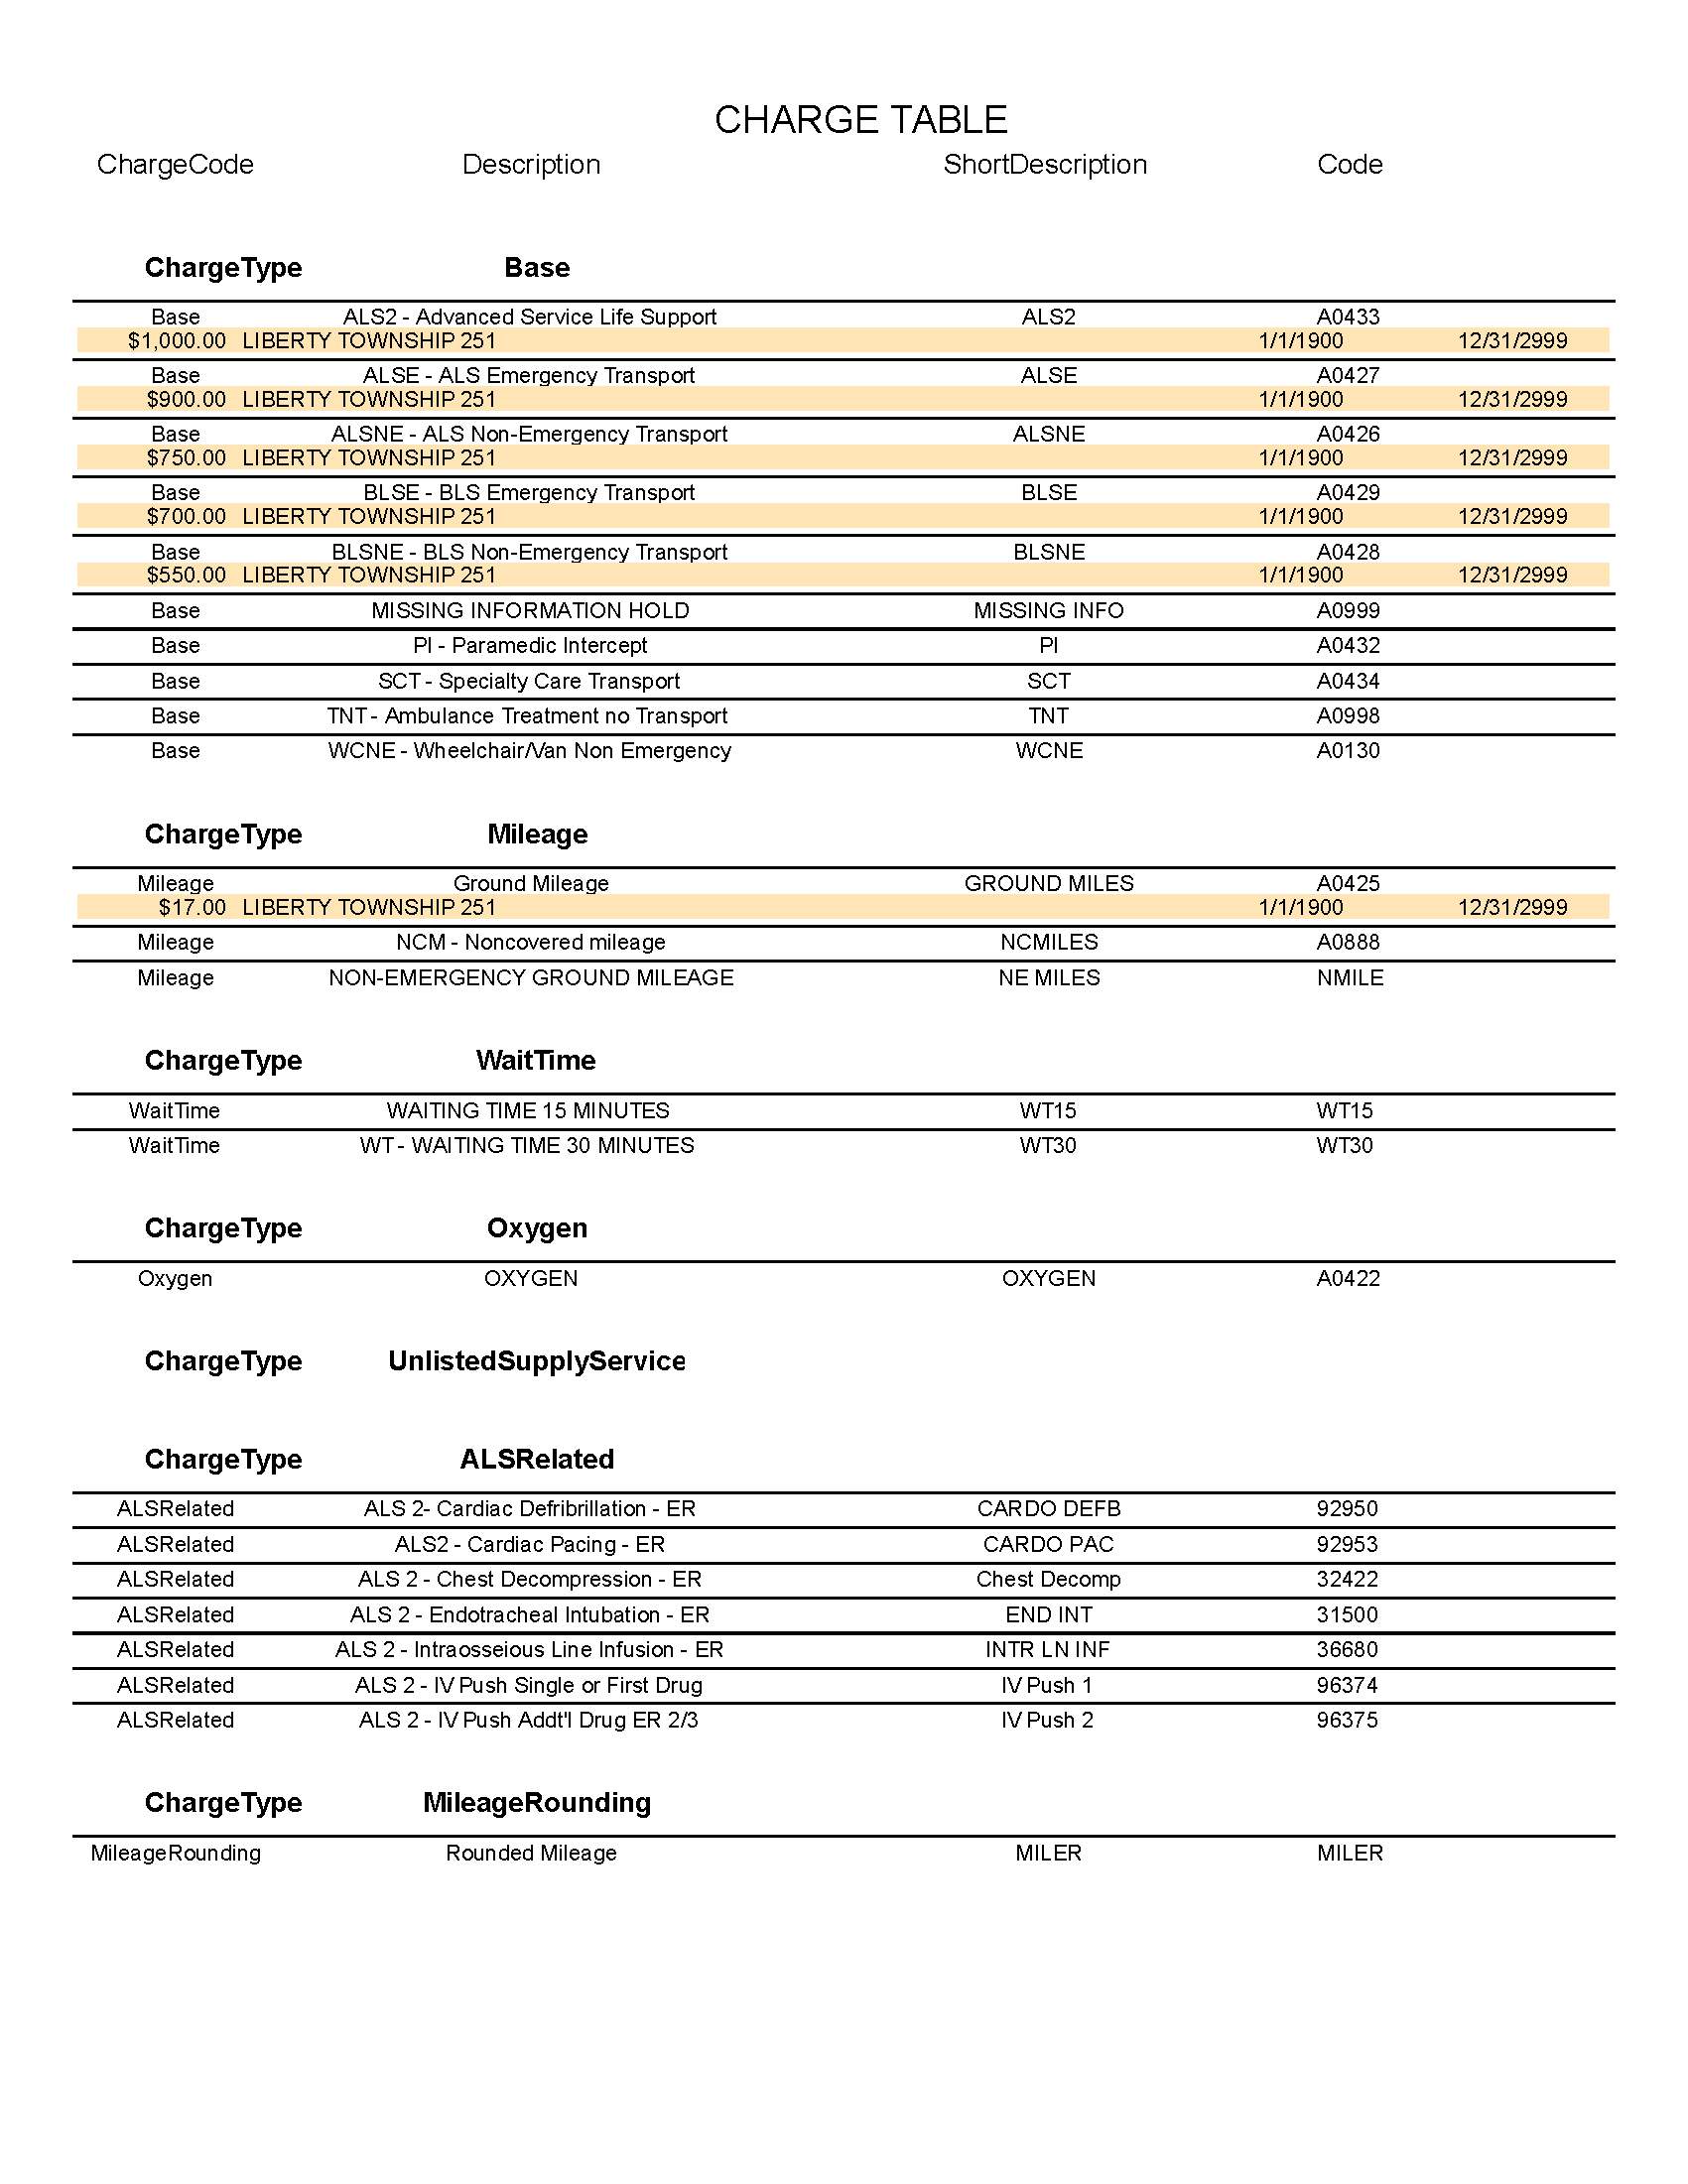 CHARGE TABLE
ChargeCode Description ShortDescription Code
ChargeType Base
Base ALS2 - Advanced Service Life Support ALS2 A0433
$1,000.00 LIBERTY TOWNSHIP 251 1/1/1900 12/31/2999
Base ALSE - ALS Emergency Transport ALSE A0427
$900.00 LIBERTY TOWNSHIP 251 1/1/1900 12/31/2999
Base ALSNE - ALS Non-Emergency Transport ALSNE A0426
$750.00 LIBERTY TOWNSHIP 251 1/1/1900 12/31/2999
Base BLSE - BLS Emergency Transport BLSE A0429
$700.00 LIBERTY TOWNSHIP 251 1/1/1900 12/31/2999
Base BLSNE - BLS Non-Emergency Transport BLSNE A0428
$550.00 LIBERTY TOWNSHIP 251 1/1/1900 12/31/2999
Base MISSING INFORMATION HOLD MISSING INFO A0999
Base PI - Paramedic Intercept PI A0432
Base SCT - Specialty Care Transport SCT A0434
Base TNT - Ambulance Treatment no Transport TNT A0998
Base WCNE - Wheelchair/Van Non Emergency WCNE A0130
ChargeType Mileage
Mileage Ground Mileage GROUND MILES A0425
$17.00 LIBERTY TOWNSHIP 251 1/1/1900 12/31/2999
Mileage NCM - Noncovered mileage NCMILES A0888
Mileage NON-EMERGENCY GROUND MILEAGE NE MILES NMILE
ChargeType WaitTime
WaitTime WAITING TIME 15 MINUTES WT15 WT15
WaitTime WT - WAITING TIME 30 MINUTES WT30 WT30
ChargeType Oxygen
Oxygen OXYGEN OXYGEN A0422
ChargeType UnlistedSupplyService
ChargeType ALSRelated
ALSRelated ALS 2- Cardiac Defribrillation - ER CARDO DEFB 92950
ALSRelated ALS2 - Cardiac Pacing - ER CARDO PAC 92953
ALSRelated ALS 2 - Chest Decompression - ER Chest Decomp 32422
ALSRelated ALS 2 - Endotracheal Intubation - ER END INT 31500
ALSRelated ALS 2 - Intraosseious Line Infusion - ER INTR LN INF 36680
ALSRelated ALS 2 - IV Push Single or First Drug IV Push 1 96374
ALSRelated ALS 2 - IV Push Addt'l Drug ER 2/3 IV Push 2 96375
ChargeType MileageRounding
MileageRounding Rounded Mileage MILER MILER